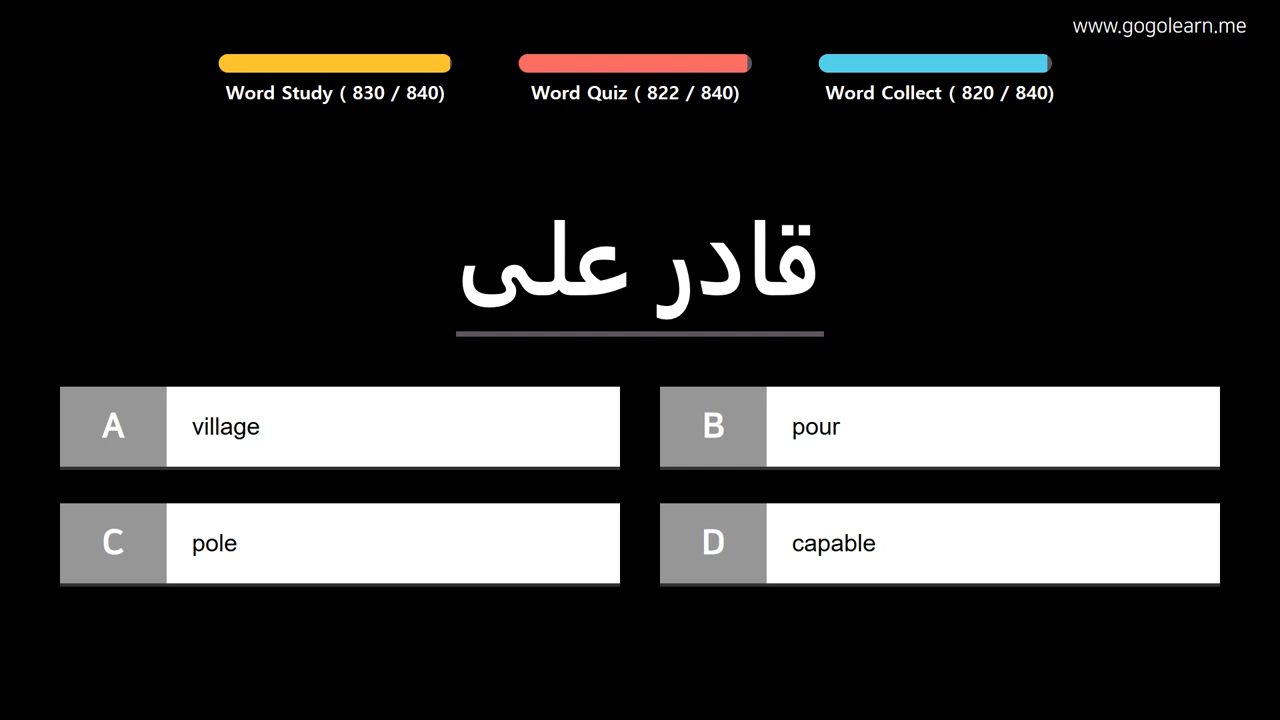 www.gogolearn.me
Word Study ( 830 / 840)
Word Quiz ( 822 / 840)
Word Collect ( 820 / 840)
قادر على
A village
B pour
C pole
D capable